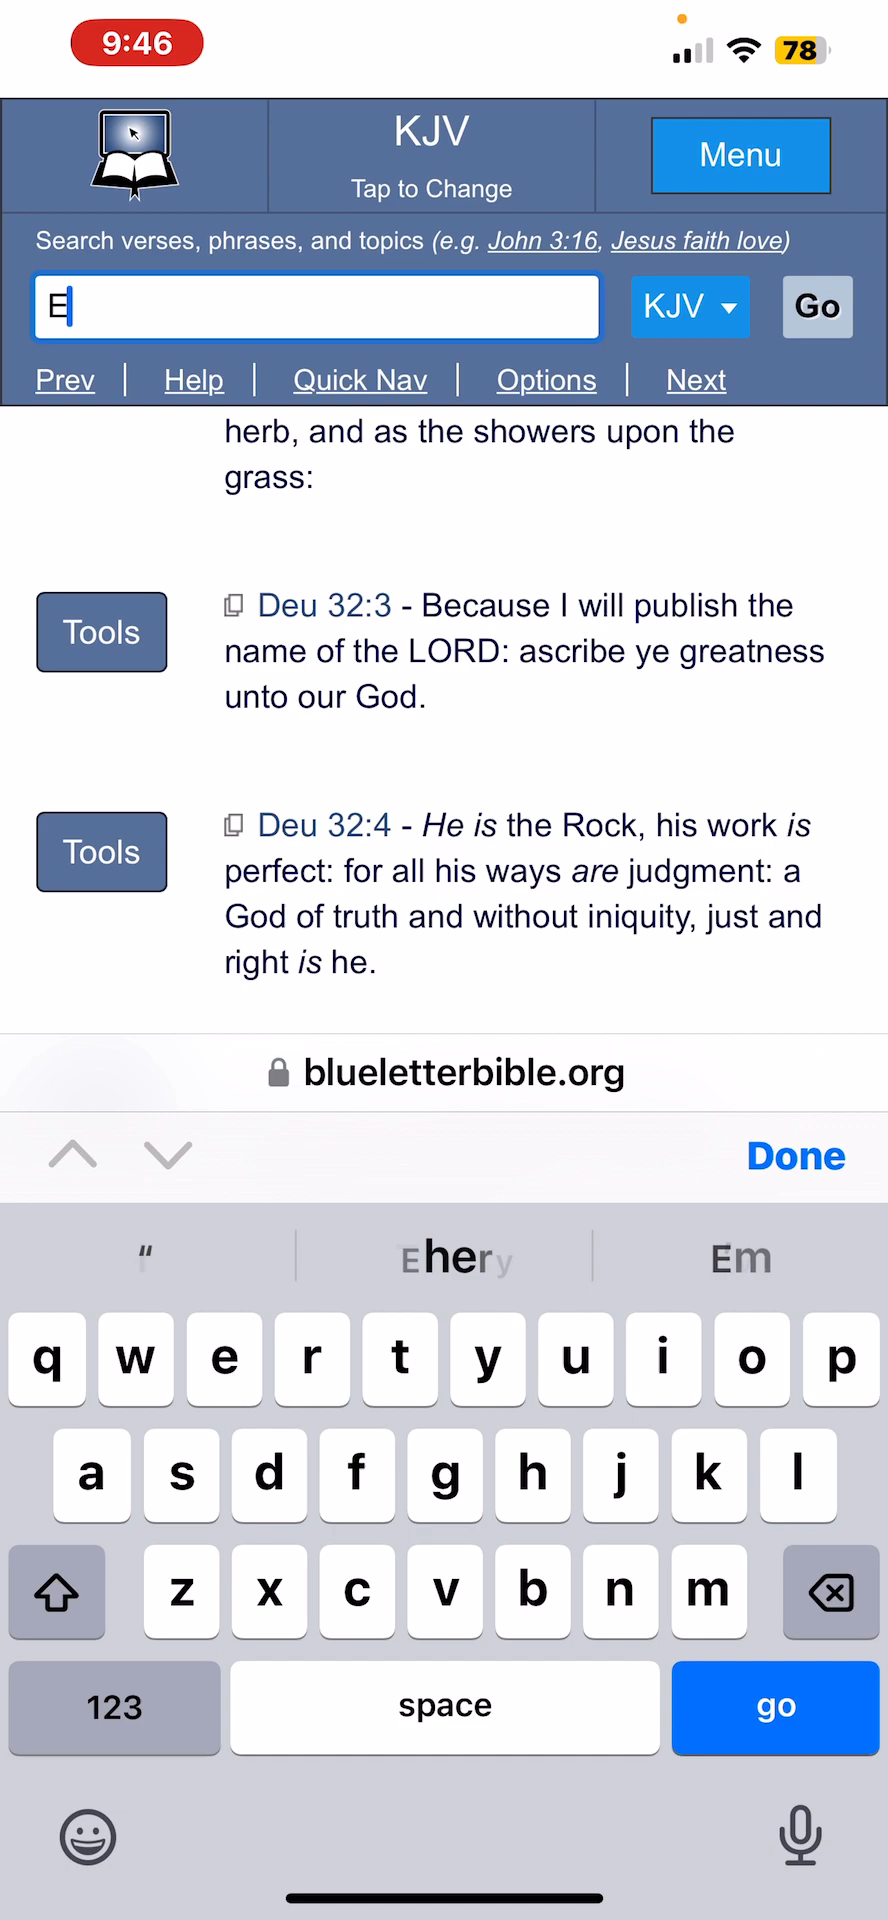 9:46
78
KJV
Tap to Change
Menu
Search verses, phrases, and topics (e.g. John 3:16, Jesus faith love)
E
KJV
Go
Prev | Help | Quick Nav | Options | Next
herb, and as the showers upon the
grass:
Tools
Deu 32:3 - Because I will publish the
name of the LORD: ascribe ye greatness
unto our God.
Tools
Deu 32:4 - He is the Rock, his work is
perfect: for all his ways are judgment: a
God of truth and without iniquity, just and
right is he.
blueletterbible.org
Done
q w e r t y u i o p
a s d f g h j k l
z x c v b n m
123 space go